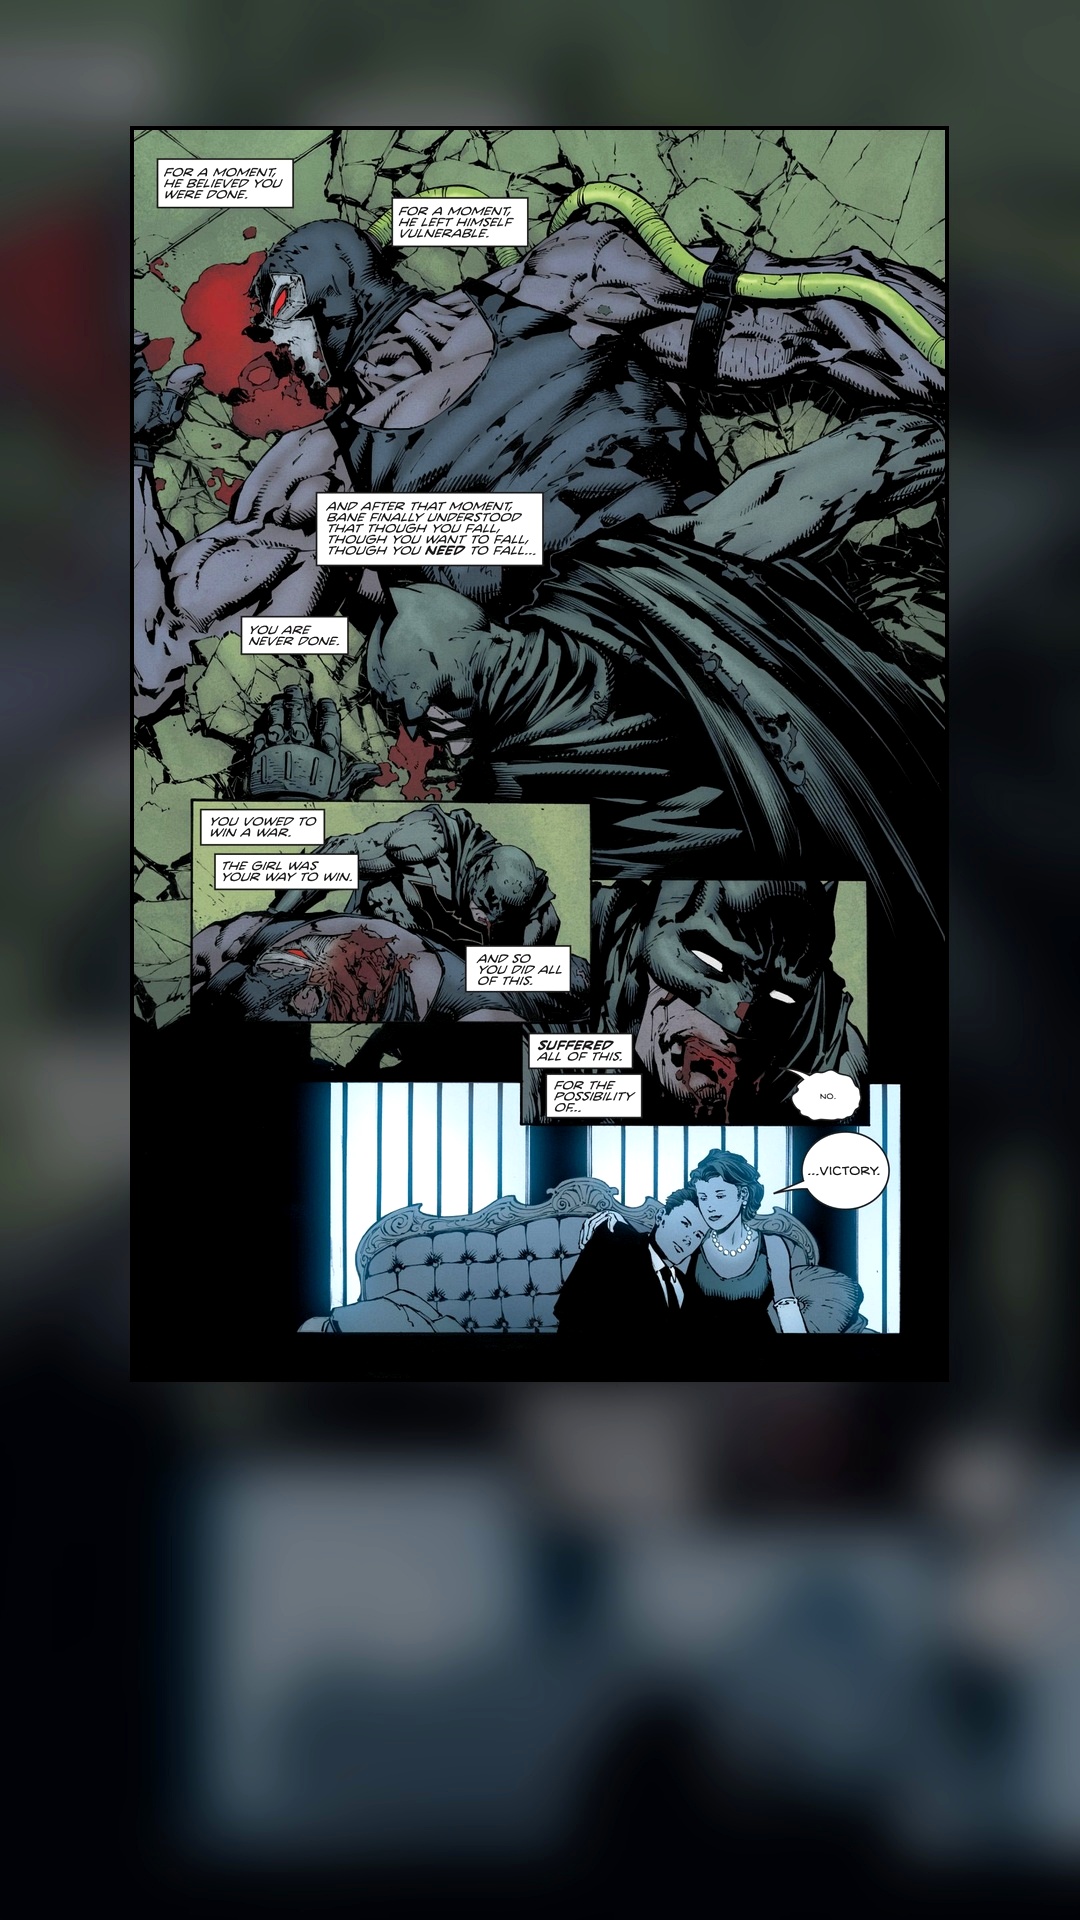 FOR A MOMENT,
HE BELIEVED YOU
WERE DONE.
FOR A MOMENT,
HE LEFT HIMSELF
VULNERABLE.
AND AFTER THAT MOMENT,
BANE FINALLY UNDERSTOOD
THAT THOUGH YOU FALL,
THOUGH YOU WANT TO FALL,
THOUGH YOU NEED TO FALL...
YOU ARE
NEVER DONE.
YOU VOWED TO
WIN A WAR.
THE GIRL WAS
YOUR WAY TO WIN.
AND SO
YOU DID ALL
OF THIS.
SUFFERED
ALL OF THIS.
FOR THE
POSSIBILITY
OF...
NO.
...VICTORY.